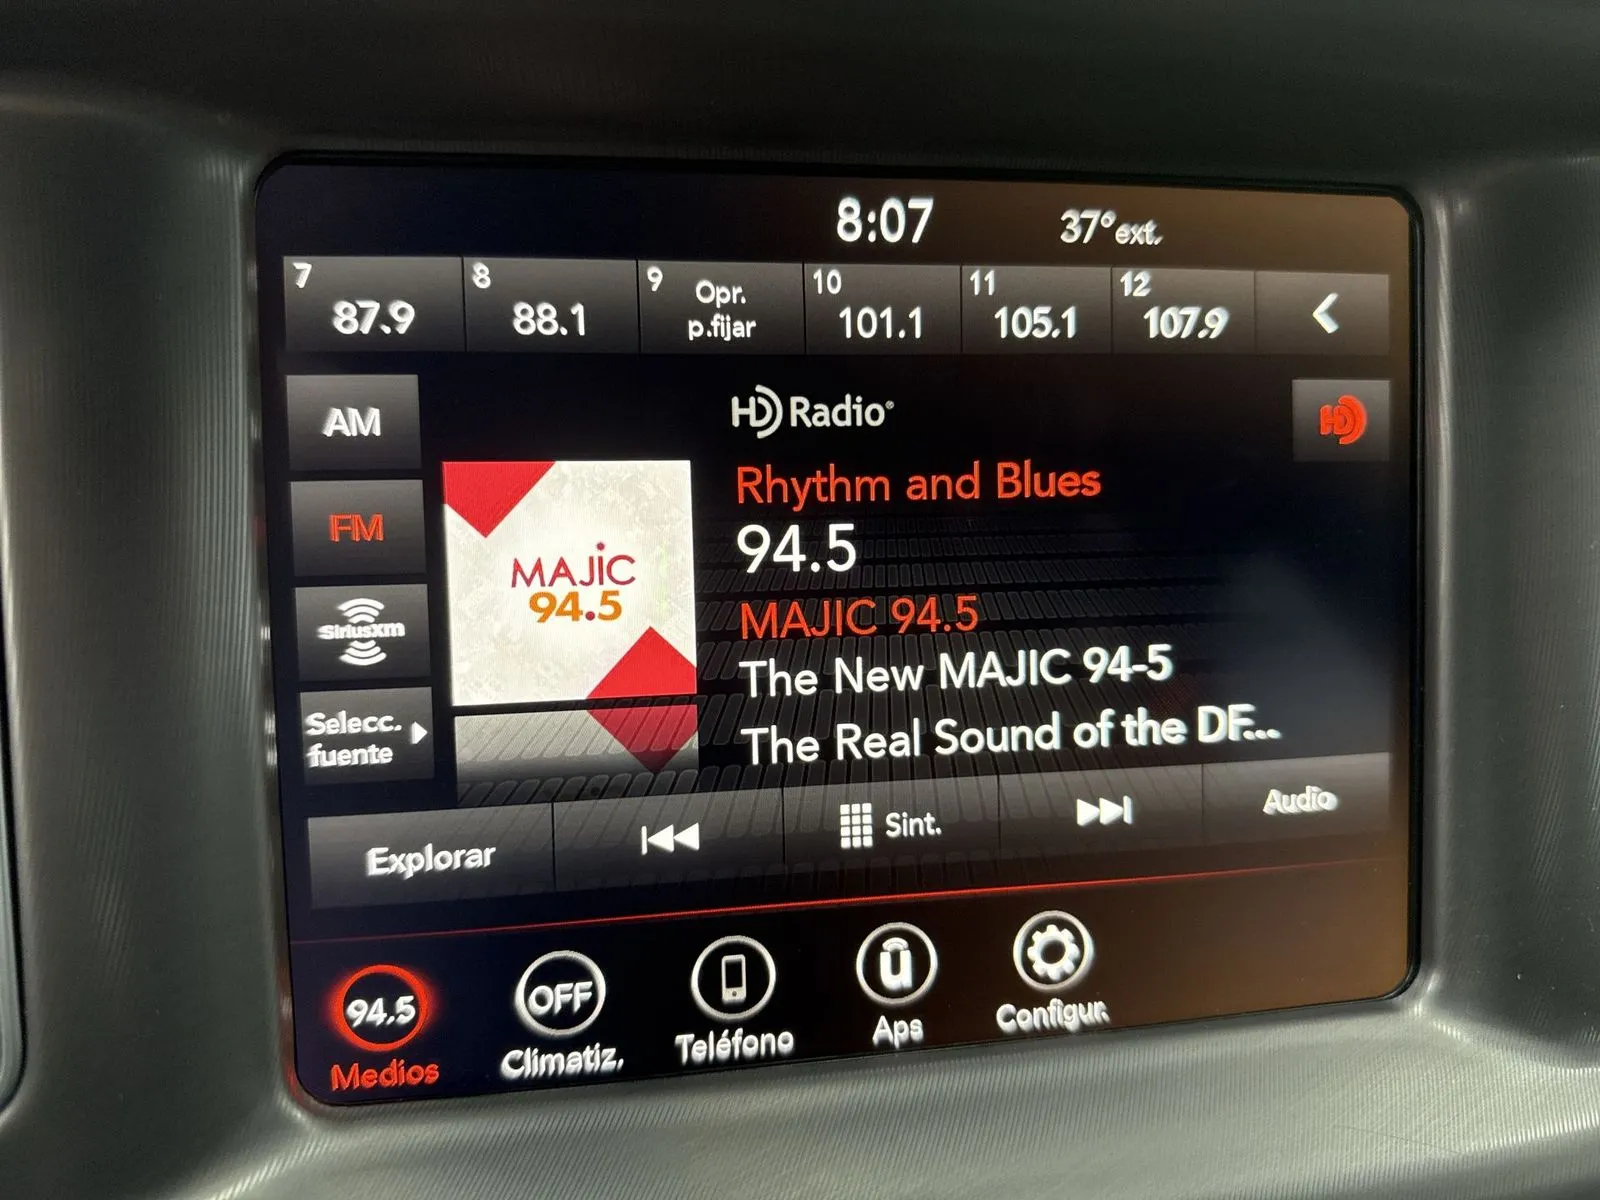 8:07
37° ext.
7
87.9
8
88.1
9
Opr.
p.fijar
10
101.1
11
105.1
12
107.9
AM
HD Radio®
HD
FM
SiriusXM
Selecc.
fuente
MAJiC
94.5
Rhythm and Blues
94.5
MAJIC 94.5
The New MAJIC 94-5
The Real Sound of the DF...
Explorar
Sint.
Audio
94.5
Medios
OFF
Climatiz.
Teléfono
u
Aps
Configur.